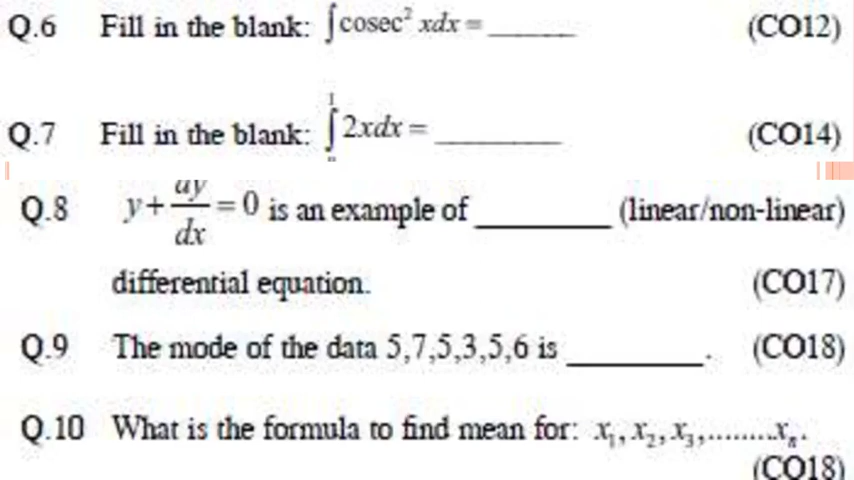 Q.6 Fill in the blank: ∫cosec² xdx = ______ (CO12)
Q.7 Fill in the blank: ∫ 2xdx = ________ (CO14)
Q.8 y + dy/dx = 0 is an example of ________ (linear/non-linear)
differential equation. (CO17)
Q.9 The mode of the data 5,7,5,3,5,6 is ________. (CO18)
Q.10 What is the formula to find mean for: x₁, x₂, x₃,........xₙ.
(CO18)